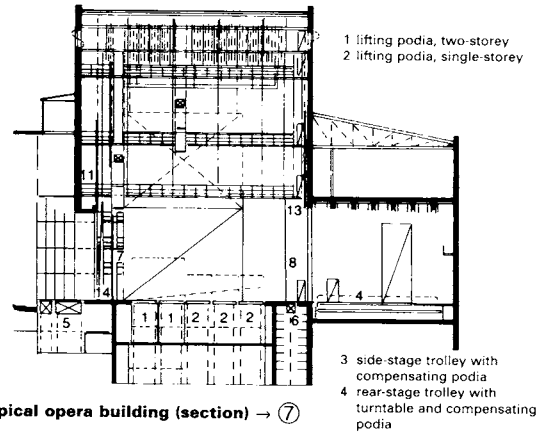 1 lifting podia, two-storey
2 lifting podia, single-storey
11
13
7
8
14
4
5
1 1 2 2 2
6
3 side-stage trolley with
compensating podia
4 rear-stage trolley with
turntable and compensating
podia
pical opera building (section) → 7